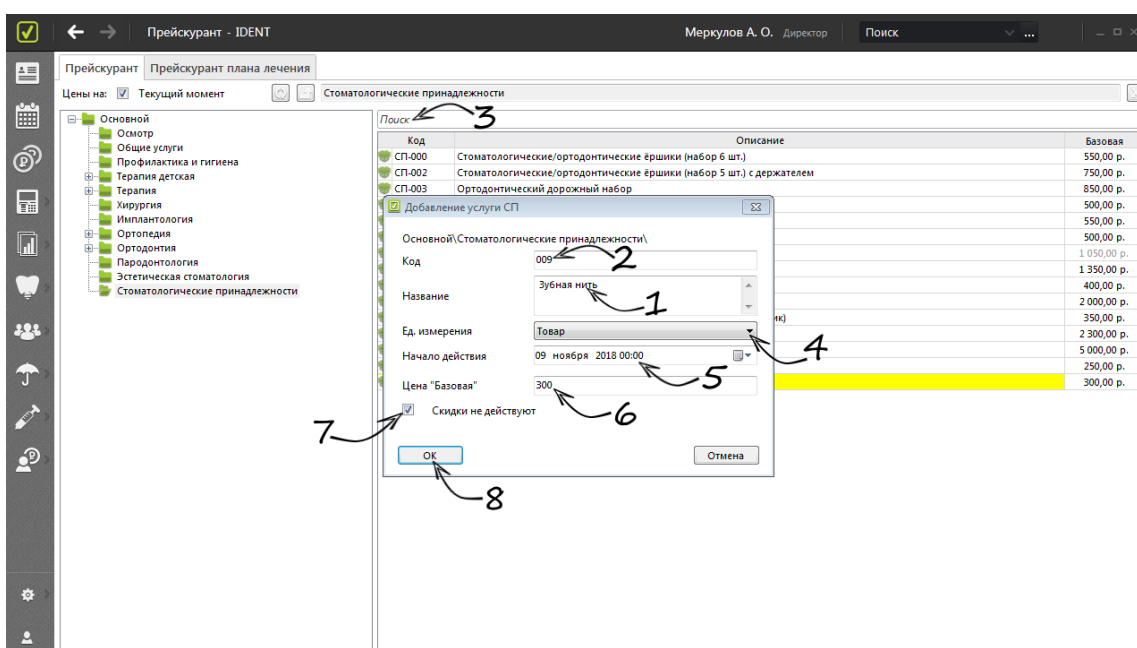 Прейскурант - IDENT
Меркулов А. О. Директор
Поиск
...
Прейскурант
Прейскурант плана лечения
Цены на:
Текущий момент
Стоматологические принадлежности
Основной
Осмотр
Общие услуги
Профилактика и гигиена
Терапия детская
Терапия
Хирургия
Имплантология
Ортопедия
Ортодонтия
Пародонтология
Эстетическая стоматология
Стоматологические принадлежности
Поиск
3
Код Описание Базовая
СП-000 Стоматологические/ортодонтические ёршики (набор 6 шт.) 550,00 р.
СП-002 Стоматологические/ортодонтические ершики (набор 5 шт.) с держателем 750,00 р.
СП-003 Ортодонтический дорожный набор 850,00 р.
500,00 р.
550,00 р.
500,00 р.
1 050,00 р.
1 350,00 р.
400,00 р.
2 000,00 р.
ик) 350,00 р.
2 300,00 р.
5 000,00 р.
250,00 р.
300,00 р.
Добавление услуги СП
Основной\Стоматологические принадлежности\
Код 009 2
Название Зубная нить 1
Ед. измерения Товар 4
Начало действия 09 ноября 2018 00:00 5
Цена "Базовая" 300 6
7 Скидки не действуют
ОК Отмена
8